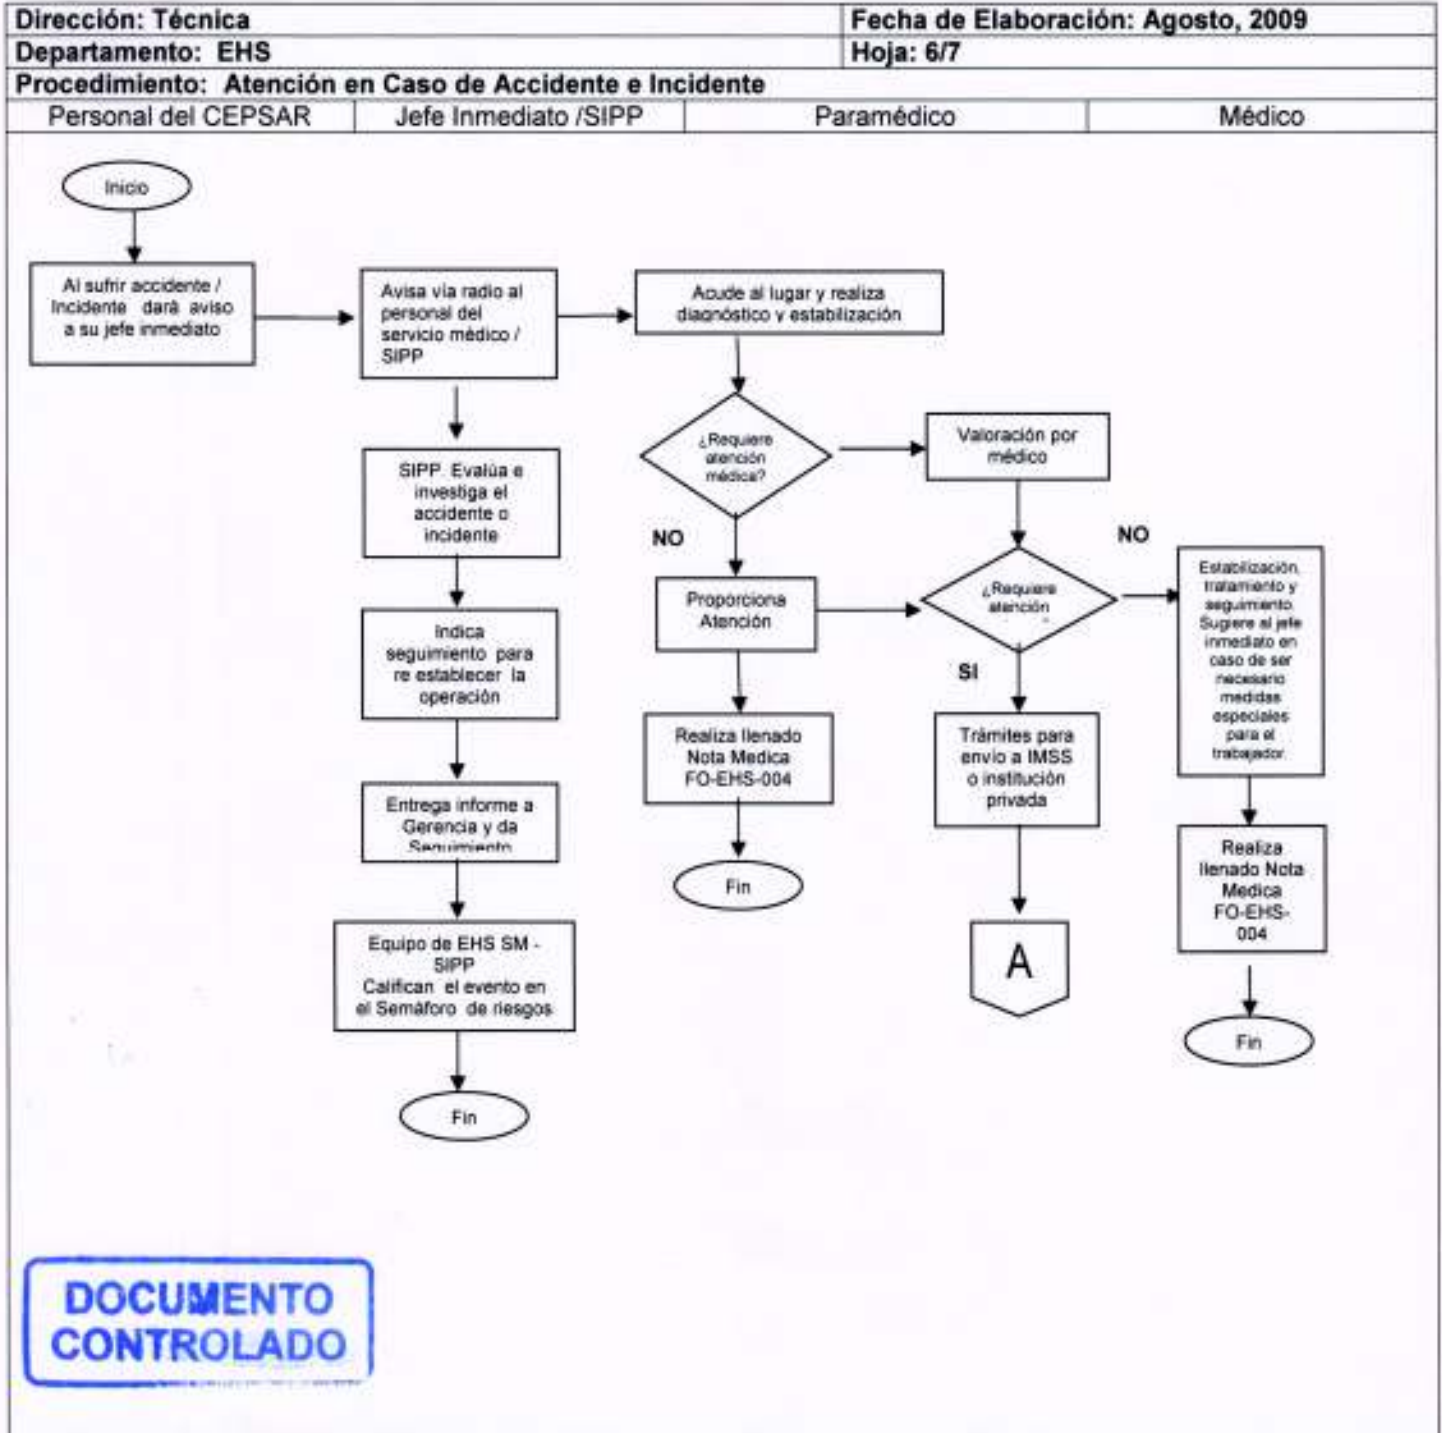 Dirección: Técnica
Fecha de Elaboración: Agosto, 2009
Departamento: EHS
Hoja: 6/7
Procedimiento: Atención en Caso de Accidente e Incidente
Personal del CEPSAR
Jefe Inmediato /SIPP
Paramédico
Médico
Inicio
Al sufrir accidente /
Incidente dará aviso
a su jefe inmediato
Avisa vía radio al
personal del
servicio médico /
SIPP
Acude al lugar y realiza
diagnóstico y estabilización
¿Requiere
atención
médica?
Valoración por
médico
SIPP. Evalúa e
investiga el
accidente o
incidente
NO
NO
Proporciona
Atención
¿Requiere
atención
Estabilización,
tratamiento y
seguimiento.
Sugiere al jefe
inmediato en
caso de ser
necesario
medidas
especiales
para el
trabajador.
Indica
seguimiento para
re establecer la
operación
SI
Realiza llenado
Nota Medica
FO-EHS-004
Trámites para
envío a IMSS
o institución
privada
Entrega informe a
Gerencia y da
Seguimiento
Fin
Realiza
llenado Nota
Medica
FO-EHS-
004
Equipo de EHS SM -
SIPP
Califican el evento en
el Semáforo de riesgos
A
Fin
Fin
DOCUMENTO
CONTROLADO